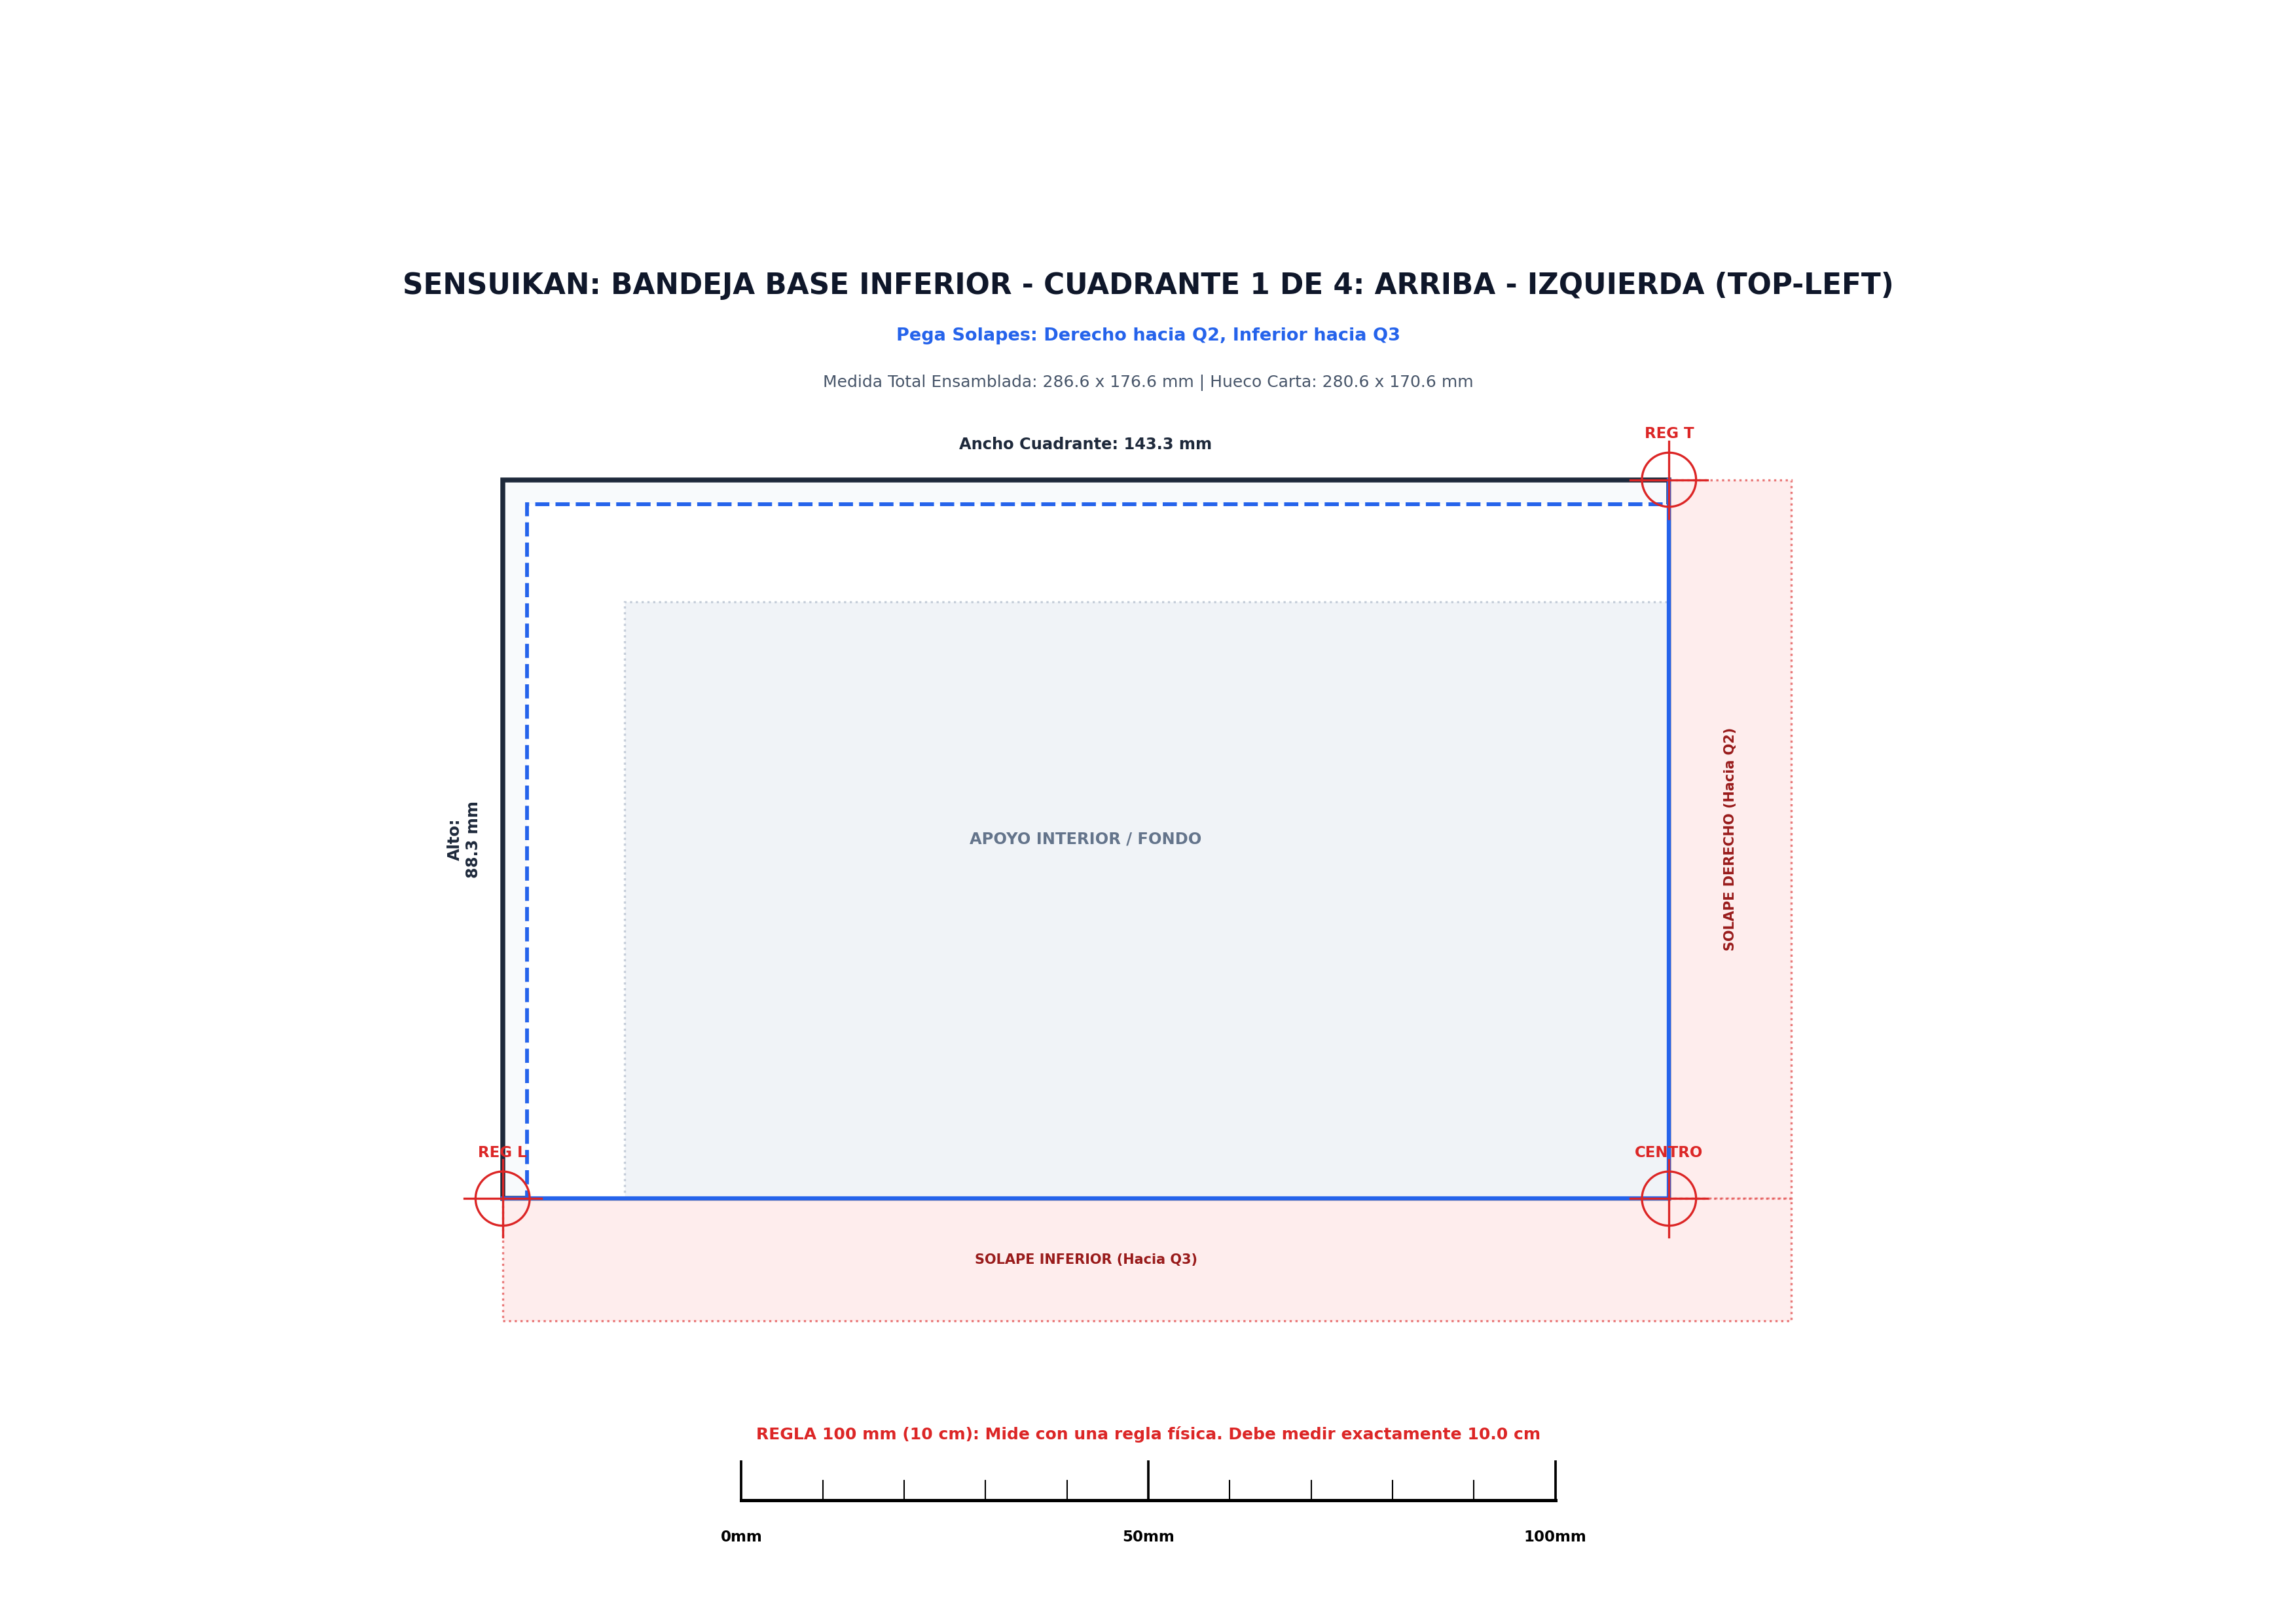 SENSUIKAN: BANDEJA BASE INFERIOR - CUADRANTE 1 DE 4: ARRIBA - IZQUIERDA (TOP-LEFT)
Pega Solapes: Derecho hacia Q2, Inferior hacia Q3
Medida Total Ensamblada: 286.6 x 176.6 mm | Hueco Carta: 280.6 x 170.6 mm
Ancho Cuadrante: 143.3 mm
REG T
Alto:
88.3 mm
APOYO INTERIOR / FONDO
SOLAPE DERECHO (Hacia Q2)
REG L
CENTRO
SOLAPE INFERIOR (Hacia Q3)
REGLA 100 mm (10 cm): Mide con una regla física. Debe medir exactamente 10.0 cm
0mm
50mm
100mm